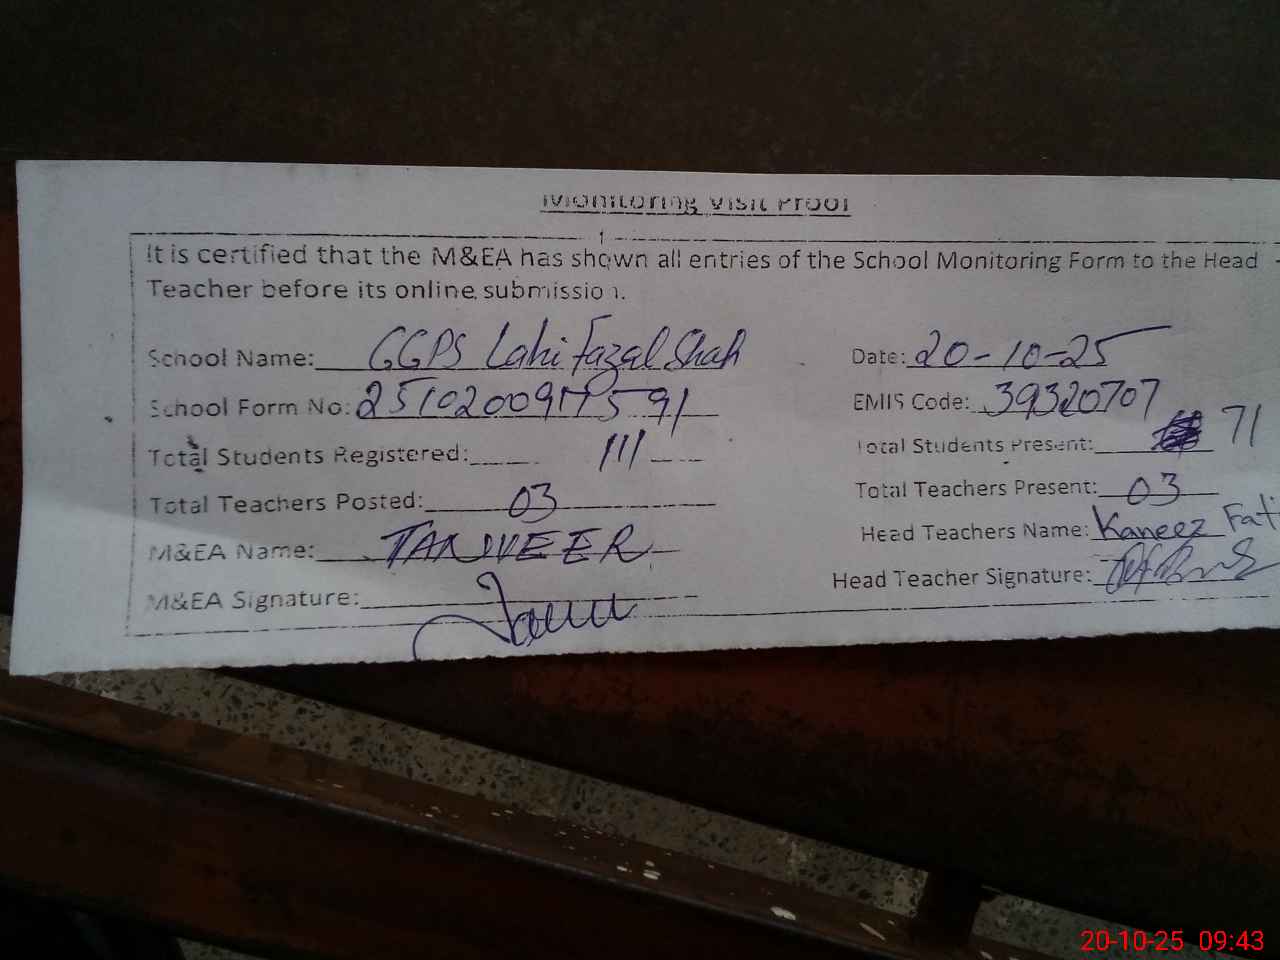 Monitoring Visit Proof
It is certified that the M&EA has shown all entries of the School Monitoring Form to the Head
Teacher before its online submission.
School Name: GGPS Lahi Fazal Shah Date: 20-10-25
School Form No: EMIS Code: 39320707
Total Students Registered: 111 Total Students Present: 71
Total Teachers Posted: 03 Total Teachers Present: 03
M&EA Name: TANVEER Head Teachers Name: Kaneez Fati
M&EA Signature: Head Teacher Signature:
20-10-25 09:43